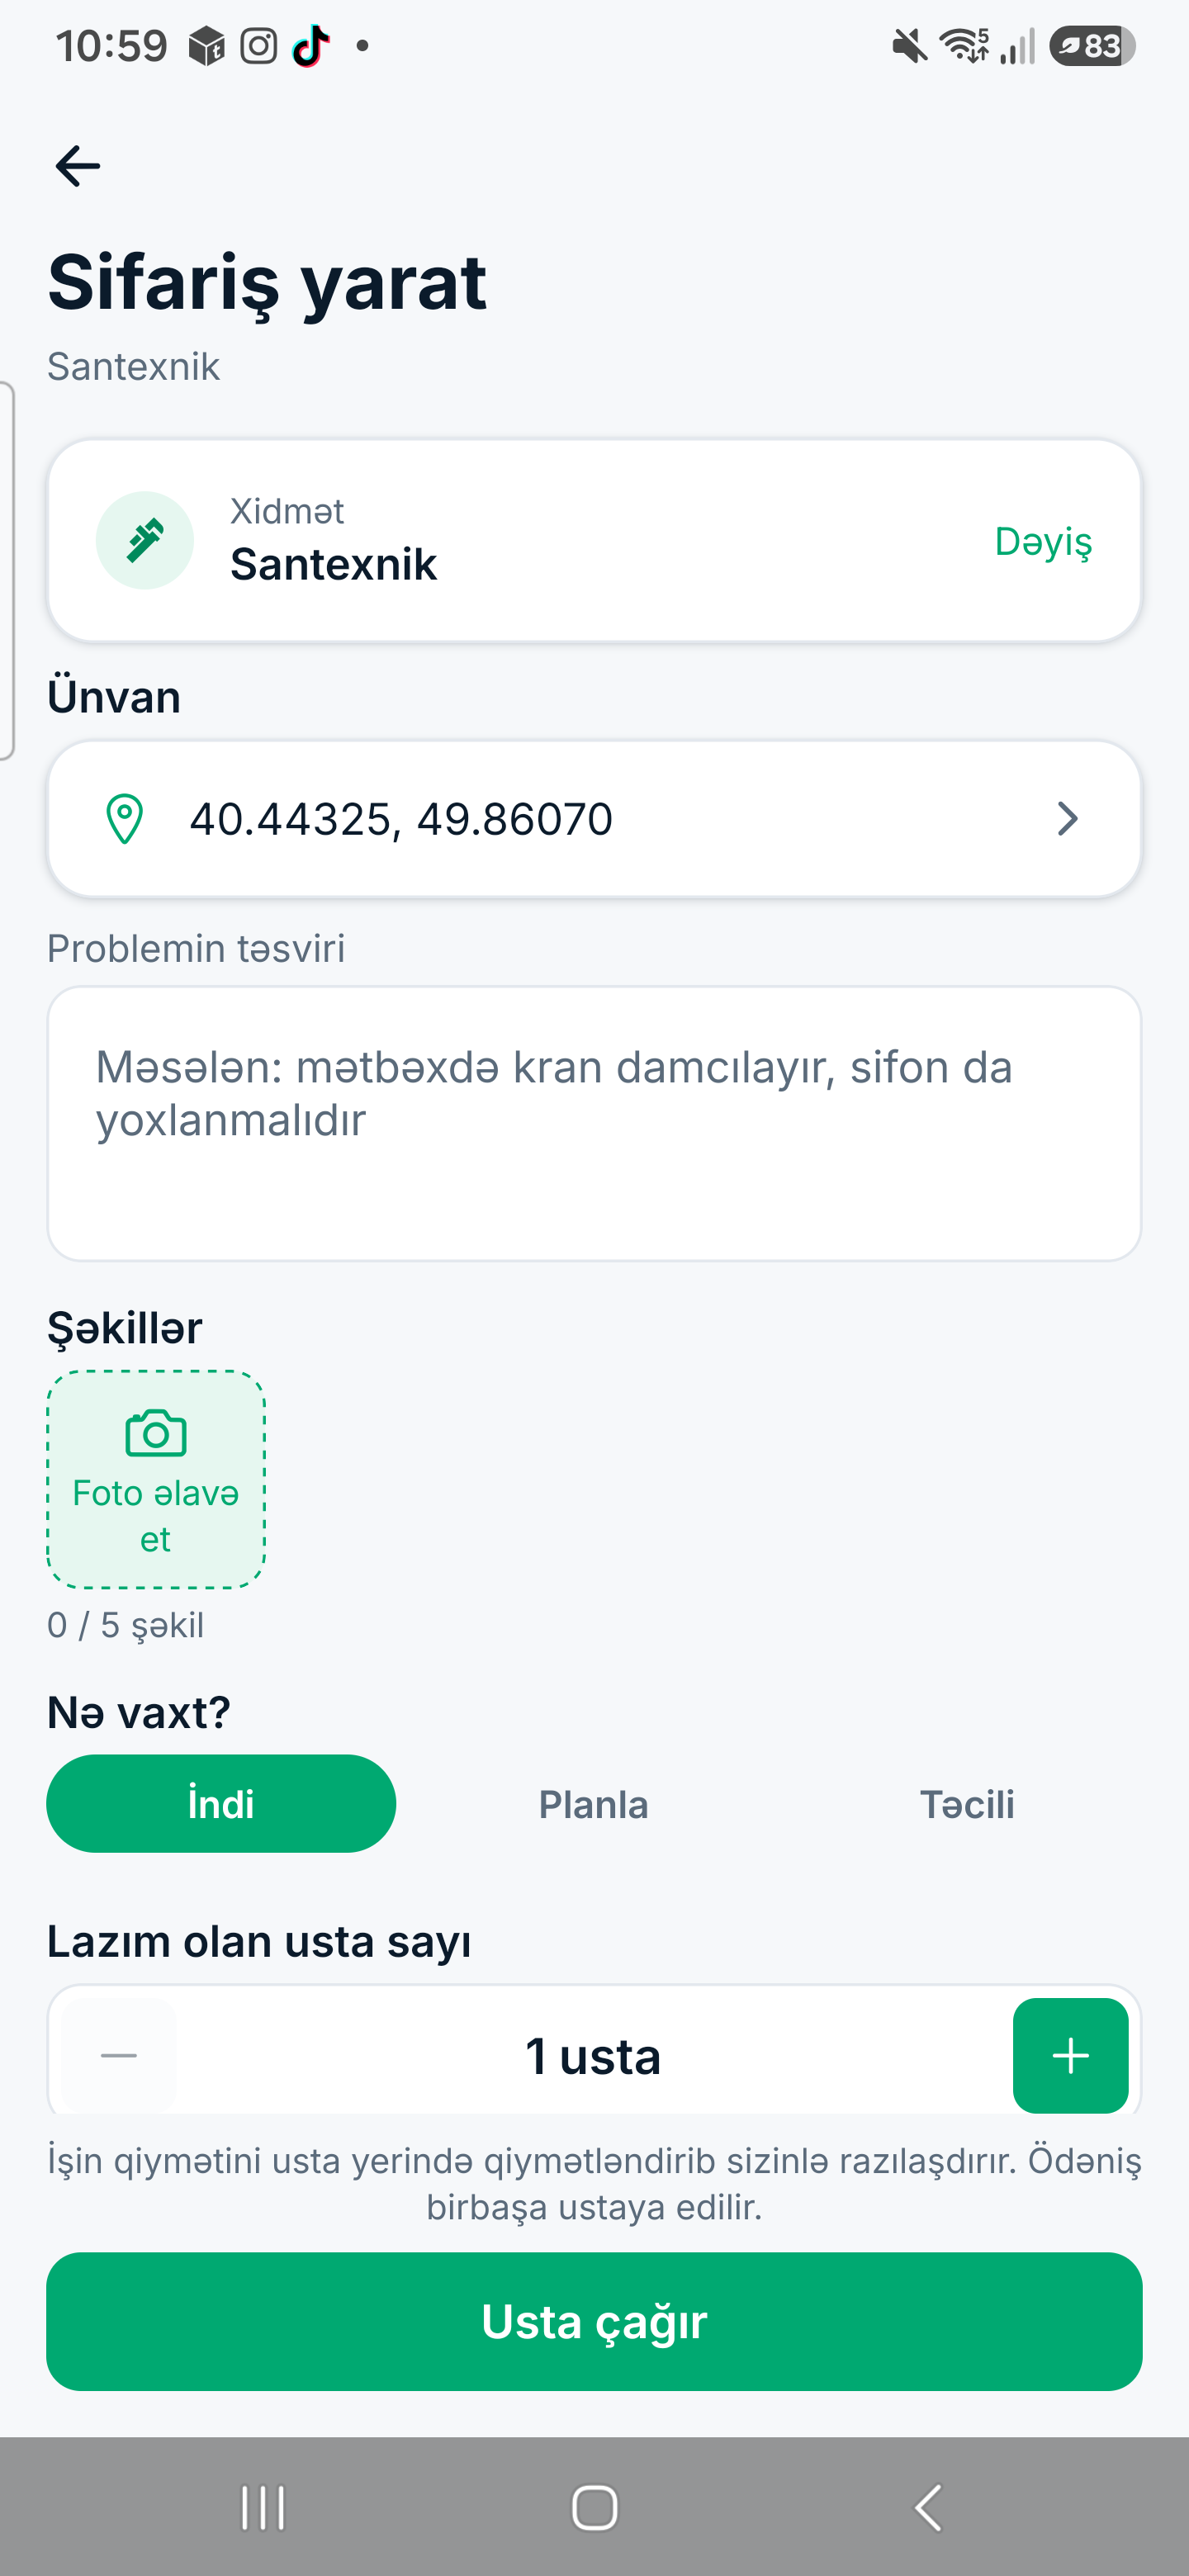 10:59
5
83
Sifariş yarat
Santexnik
Xidmət
Santexnik
Dəyiş
Ünvan
40.44325, 49.86070
Problemin təsviri
Məsələn: mətbəxdə kran damcılayır, sifon da
yoxlanmalıdır
Şəkillər
Foto əlavə
et
0 / 5 şəkil
Nə vaxt?
İndi
Planla
Təcili
Lazım olan usta sayı
1 usta
İşin qiymətini usta yerində qiymətləndirib sizinlə razılaşdırır. Ödəniş
birbaşa ustaya edilir.
Usta çağır